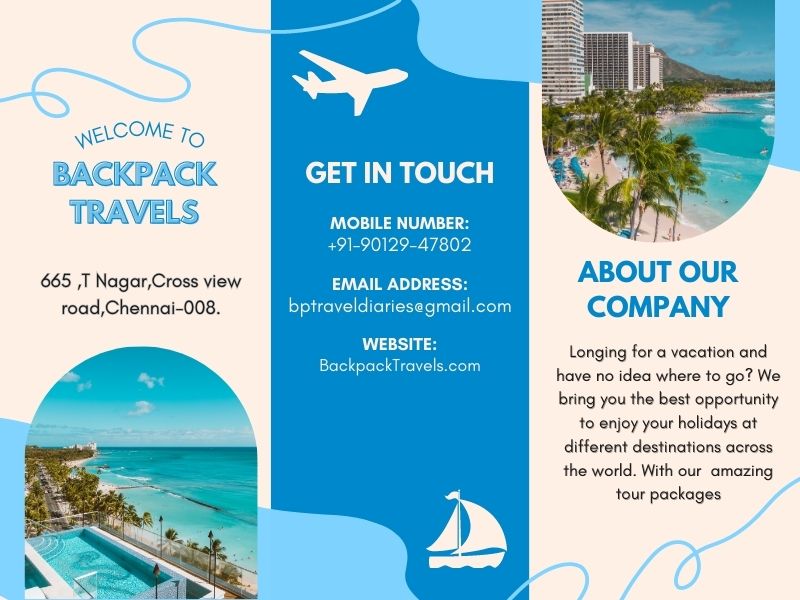 WELCOME TO
BACKPACK
TRAVELS
665 ,T Nagar,Cross view
road,Chennai-008.
GET IN TOUCH
MOBILE NUMBER:
+91-90129-47802
EMAIL ADDRESS:
bptraveldiaries@gmail.com
WEBSITE:
BackpackTravels.com
ABOUT OUR
COMPANY
Longing for a vacation and
have no idea where to go? We
bring you the best opportunity
to enjoy your holidays at
different destinations across
the world. With our  amazing
tour packages